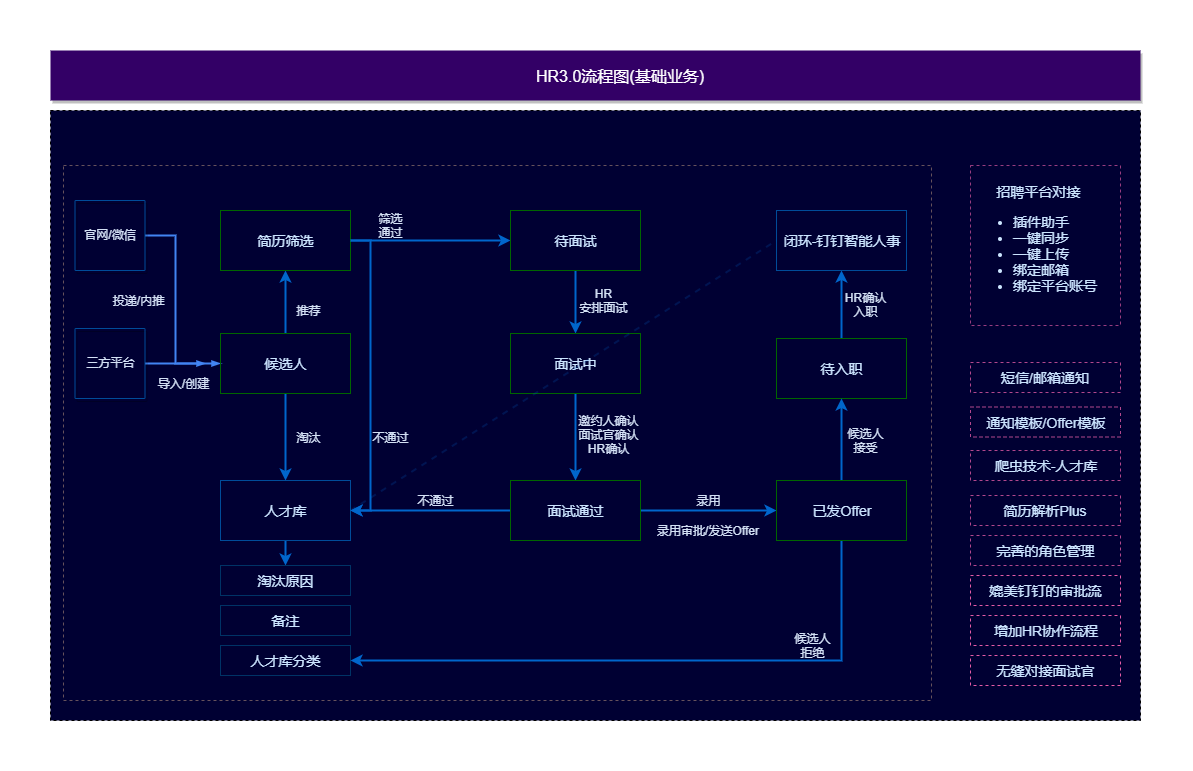 HR3.0流程图(基础业务)
官网/微信
投递/内推
三方平台
导入/创建
简历筛选
推荐
候选人
淘汰
人才库
淘汰原因
备注
人才库分类
筛选
通过
不通过
不通过
待面试
HR
安排面试
面试中
邀约人确认
面试官确认
HR确认
面试通过
录用
录用审批/发送Offer
闭环-钉钉智能人事
HR确认
入职
待入职
候选人
接受
已发Offer
候选人
拒绝
招聘平台对接
• 插件助手
• 一键同步
• 一键上传
• 绑定邮箱
• 绑定平台账号
短信/邮箱通知
通知模板/Offer模板
爬虫技术-人才库
简历解析Plus
完善的角色管理
媲美钉钉的审批流
增加HR协作流程
无缝对接面试官